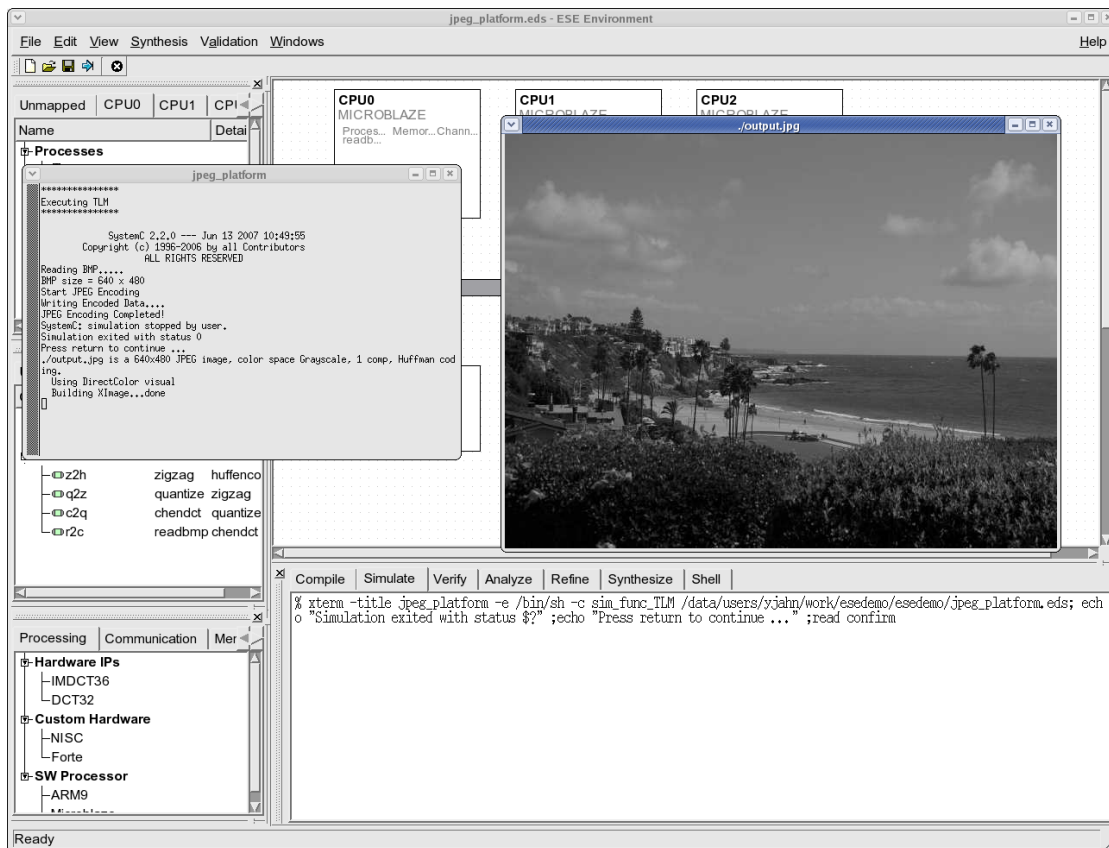 jpeg_platform.eds - ESE Environment
File Edit View Synthesis Validation Windows Help
Unmapped CPU0 CPU1
Name Detai
Processes
CPU0
MICROBLAZE
Proces... Memor... Chann...
readb...
CPU1
MICROBLAZE
CPU2
MICROBLAZE
./output.jpg
jpeg_platform
***************
Executing TLM
***************
SystemC 2.2.0 --- Jun 13 2007 10:49:55
Copyright (c) 1996-2006 by all Contributors
ALL RIGHTS RESERVED
Reading BMP.....
BMP size = 640 x 480
Start JPEG Encoding
Writing Encoded Data....
JPEG Encoding Completed!
SystemC: simulation stopped by user.
Simulation exited with status 0
Press return to continue ...
./output.jpg is a 640x480 JPEG image, color space Grayscale, 1 comp, Huffman cod
ing.
Using DirectColor visual
Building XImage...done
z2h zigzag huffenco
q2z quantize zigzag
c2q chendct quantize
r2c readbmp chendct
Compile Simulate Verify Analyze Refine Synthesize Shell
% xterm -title jpeg_platform -e /bin/sh -c sim_func_TLM /data/users/yjahn/work/esedemo/esedemo/jpeg_platform.eds; ech
o "Simulation exited with status $?" ;echo "Press return to continue ..." ;read confirm
Processing Communication Mer
Hardware IPs
IMDCT36
DCT32
Custom Hardware
NISC
Forte
SW Processor
ARM9
Ready